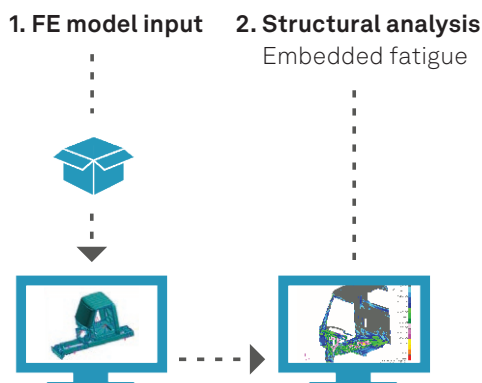 1. FE model input
2. Structural analysis
Embedded fatigue